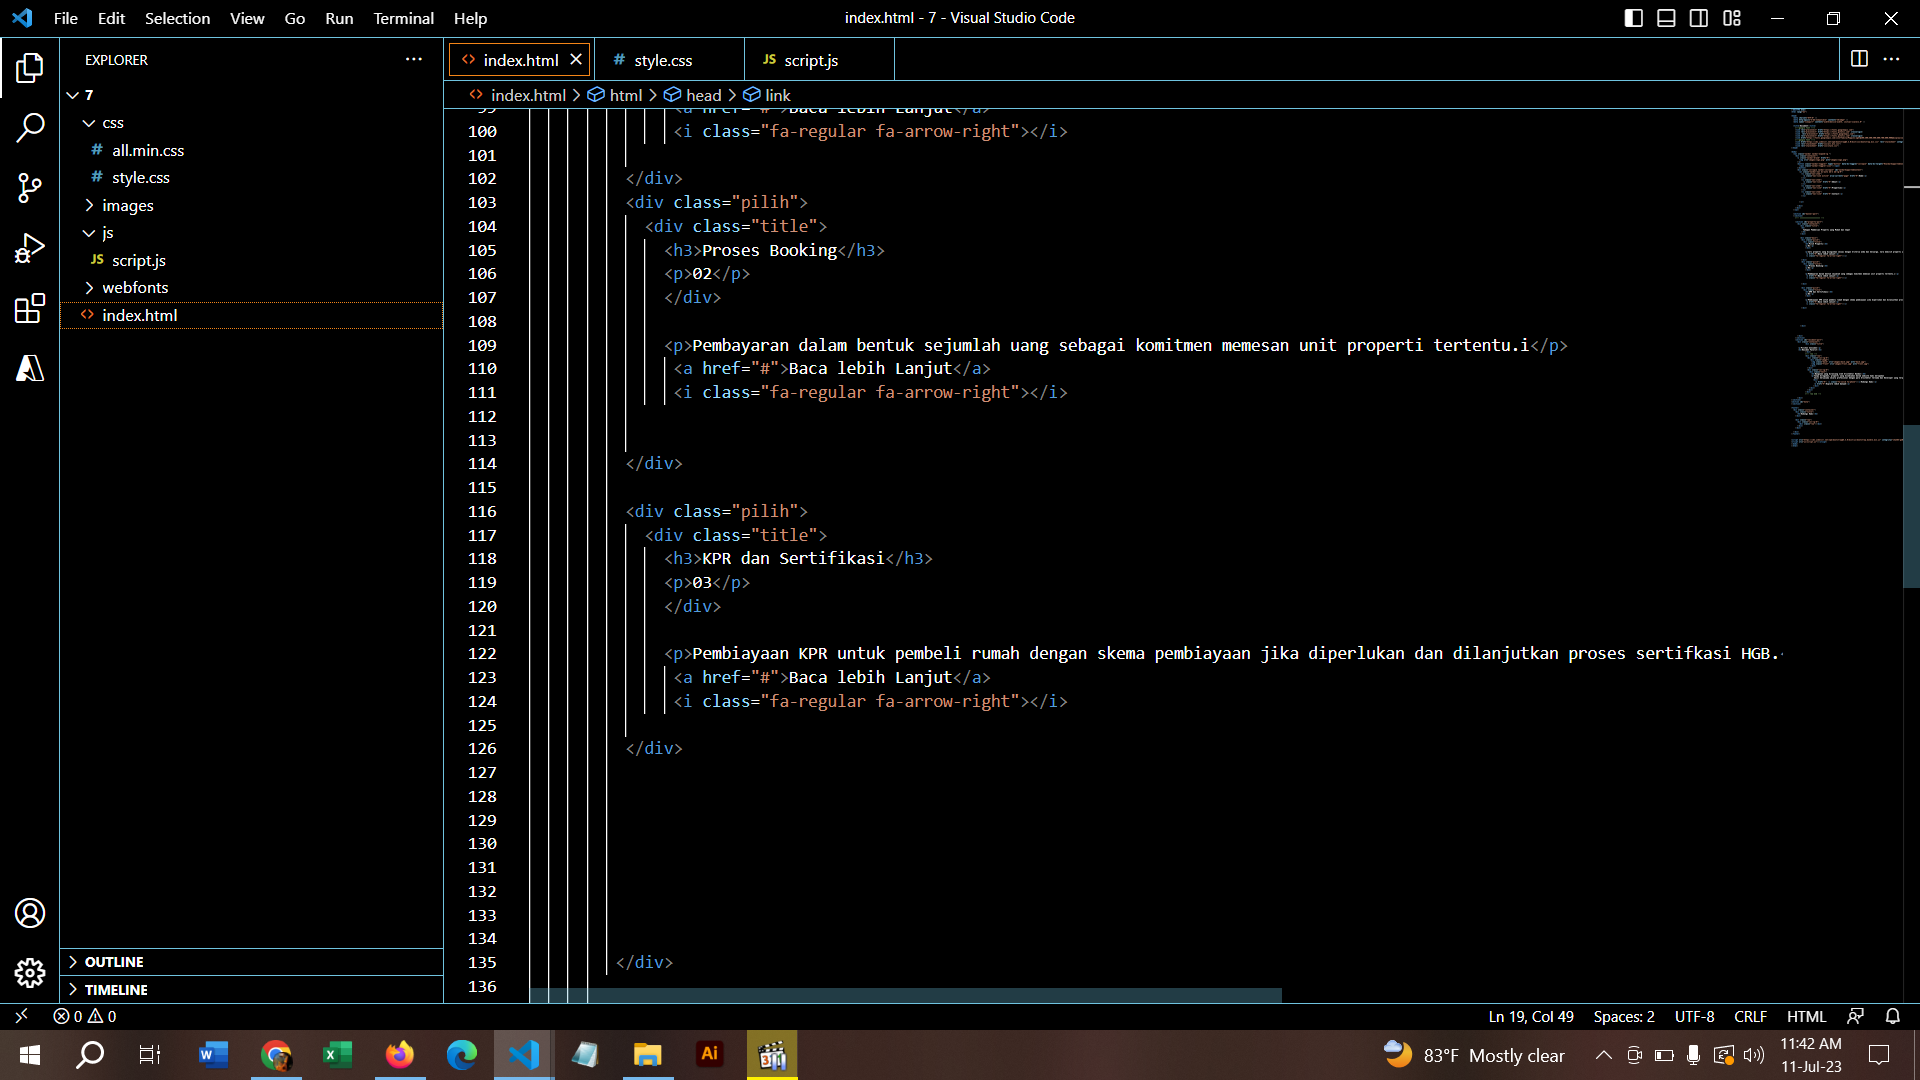 File Edit Selection View Go Run Terminal Help
index.html - 7 - Visual Studio Code
EXPLORER
index.html
# style.css
JS script.js
index.html > html > head > link
7
css
# all.min.css
# style.css
images
js
JS script.js
webfonts
index.html
OUTLINE
TIMELINE
99 <a href="#">Baca lebih Lanjut</a>
100 <i class="fa-regular fa-arrow-right"></i>
101
102 </div>
103 <div class="pilih">
104 <div class="title">
105 <h3>Proses Booking</h3>
106 <p>02</p>
107 </div>
108
109 <p>Pembayaran dalam bentuk sejumlah uang sebagai komitmen memesan unit properti tertentu.i</p>
110 <a href="#">Baca lebih Lanjut</a>
111 <i class="fa-regular fa-arrow-right"></i>
112
113
114 </div>
115
116 <div class="pilih">
117 <div class="title">
118 <h3>KPR dan Sertifikasi</h3>
119 <p>03</p>
120 </div>
121
122 <p>Pembiayaan KPR untuk pembeli rumah dengan skema pembiayaan jika diperlukan dan dilanjutkan proses sertifkasi HGB.
123 <a href="#">Baca lebih Lanjut</a>
124 <i class="fa-regular fa-arrow-right"></i>
125
126 </div>
127
128
129
130
131
132
133
134
135 </div>
136
0 0
Ln 19, Col 49 Spaces: 2 UTF-8 CRLF HTML
83°F Mostly clear
11:42 AM
11-Jul-23